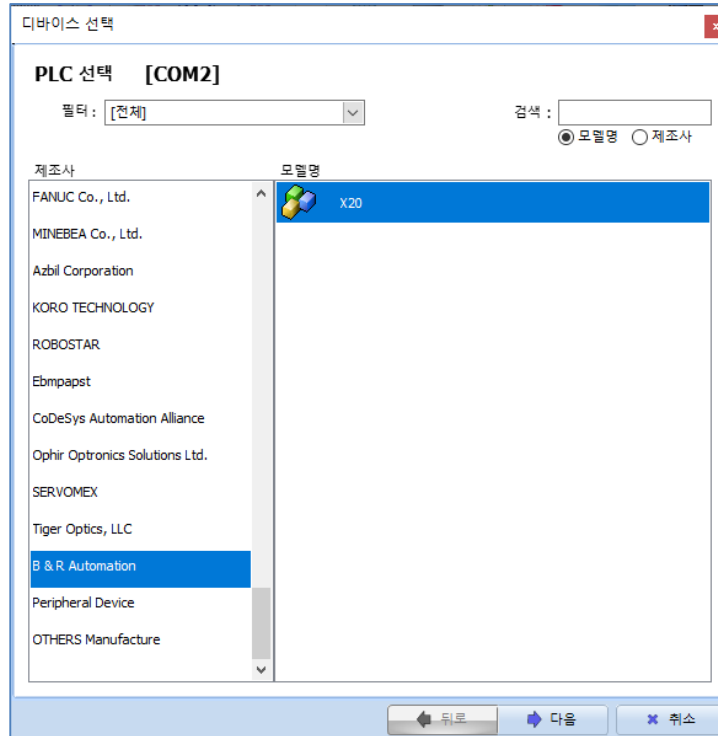 디바이스 선택
PLC 선택 [COM2]
필터 : [전체]
검색 :
모델명 제조사
제조사
모델명
FANUC Co., Ltd.
X20
MINEBEA Co., Ltd.
Azbil Corporation
KORO TECHNOLOGY
ROBOSTAR
Ebmpapst
CoDeSys Automation Alliance
Ophir Optronics Solutions Ltd.
SERVOMEX
Tiger Optics, LLC
B & R Automation
Peripheral Device
OTHERS Manufacture
뒤로 다음 취소